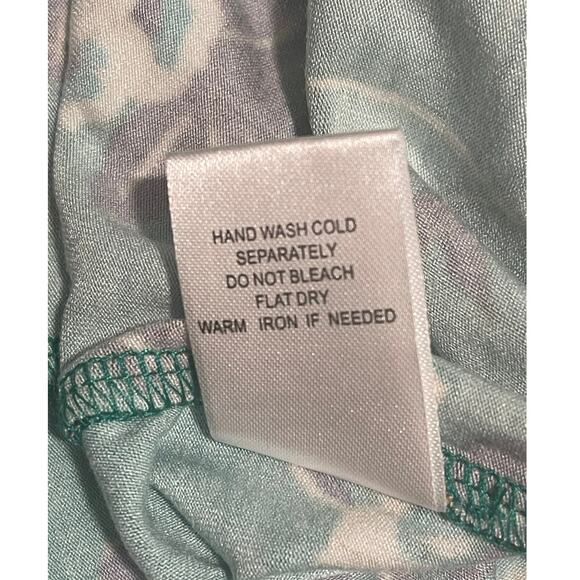 HAND WASH COLD
SEPARATELY
DO NOT BLEACH
FLAT DRY
WARM IRON IF NEEDED